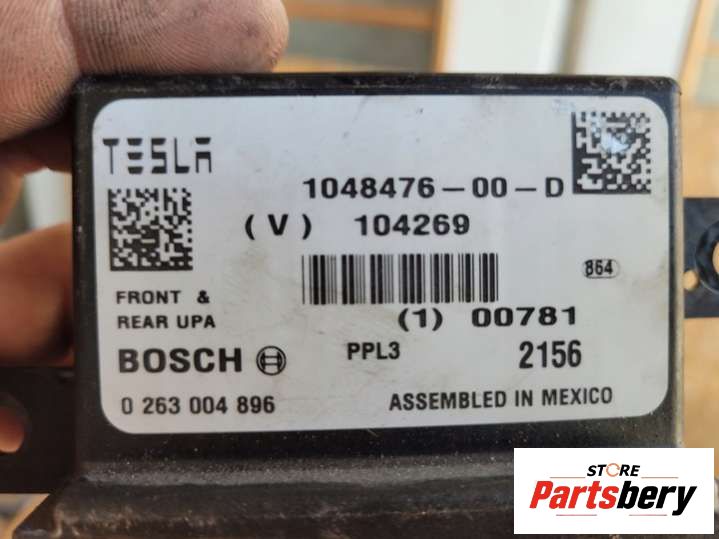 TESLA
1048476-00-D
(V) 104269
864
FRONT &
REAR UPA
(1) 00781
BOSCH
PPL3
2156
0 263 004 896
ASSEMBLED IN MEXICO
STORE
Partsbery